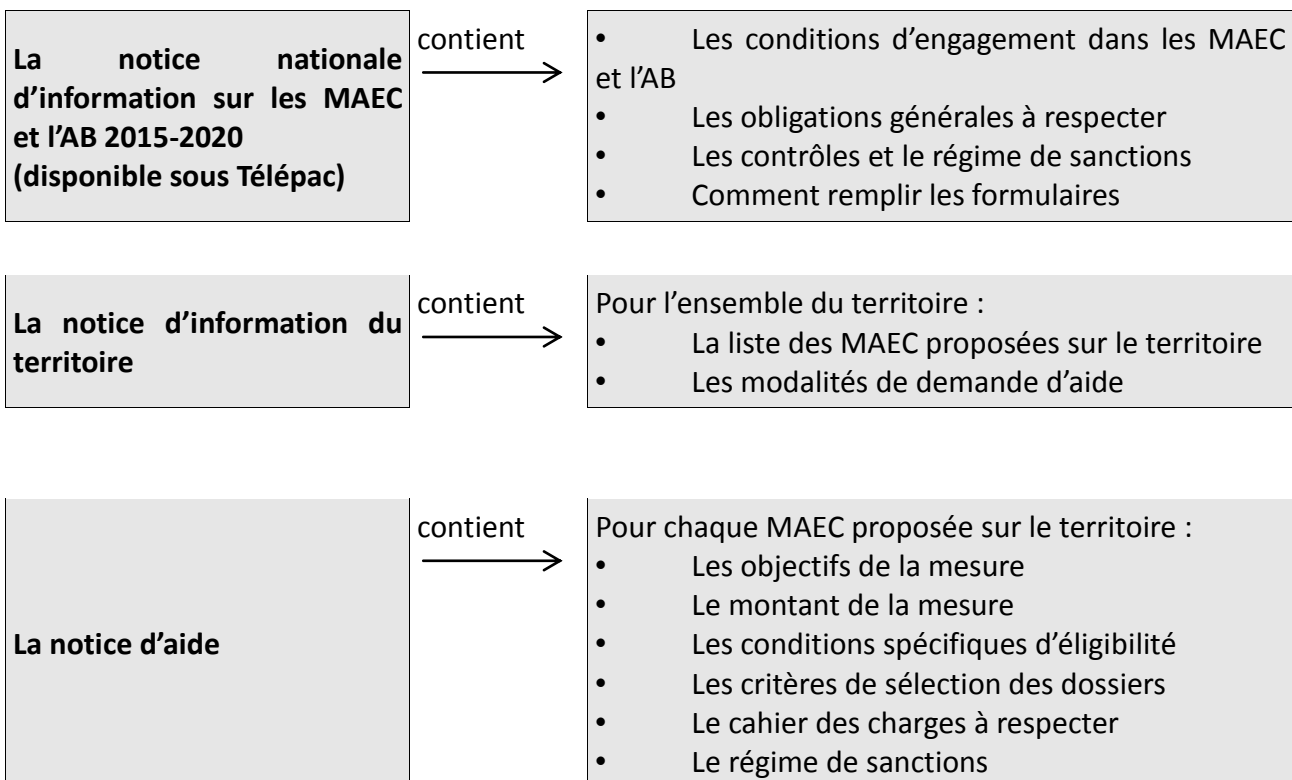 La notice nationale
d’information sur les MAEC
et l’AB 2015-2020
(disponible sous Télépac)
contient
• Les conditions d’engagement dans les MAEC
et l’AB
• Les obligations générales à respecter
• Les contrôles et le régime de sanctions
• Comment remplir les formulaires
La notice d’information du
territoire
contient
Pour l’ensemble du territoire :
• La liste des MAEC proposées sur le territoire
• Les modalités de demande d’aide
La notice d’aide
contient
Pour chaque MAEC proposée sur le territoire :
• Les objectifs de la mesure
• Le montant de la mesure
• Les conditions spécifiques d’éligibilité
• Les critères de sélection des dossiers
• Le cahier des charges à respecter
• Le régime de sanctions